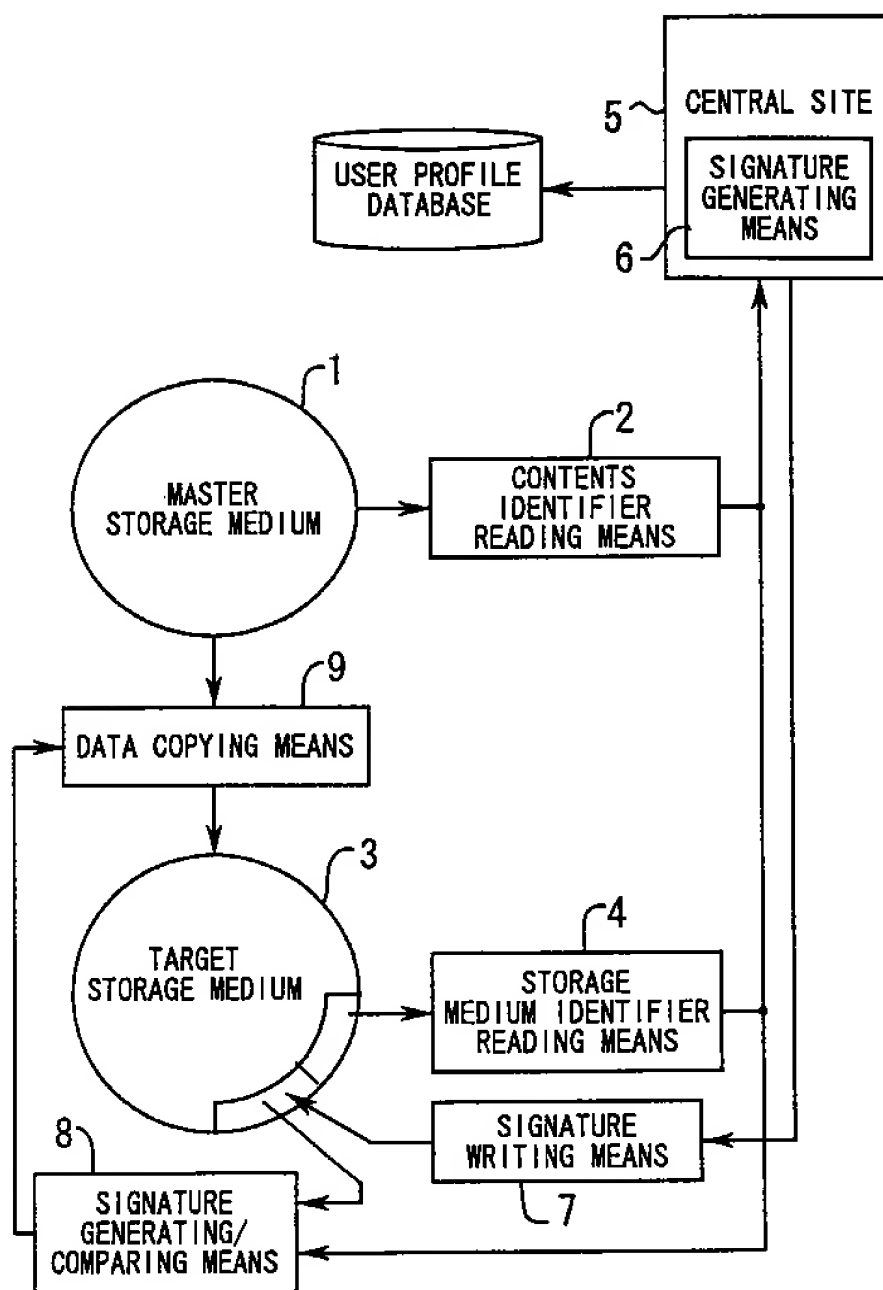 5
CENTRAL SITE
SIGNATURE
GENERATING
MEANS
6
USER PROFILE
DATABASE
1
MASTER
STORAGE MEDIUM
2
CONTENTS
IDENTIFIER
READING MEANS
9
DATA COPYING MEANS
3
TARGET
STORAGE MEDIUM
4
STORAGE
MEDIUM IDENTIFIER
READING MEANS
SIGNATURE
WRITING MEANS
7
8
SIGNATURE
GENERATING/
COMPARING MEANS